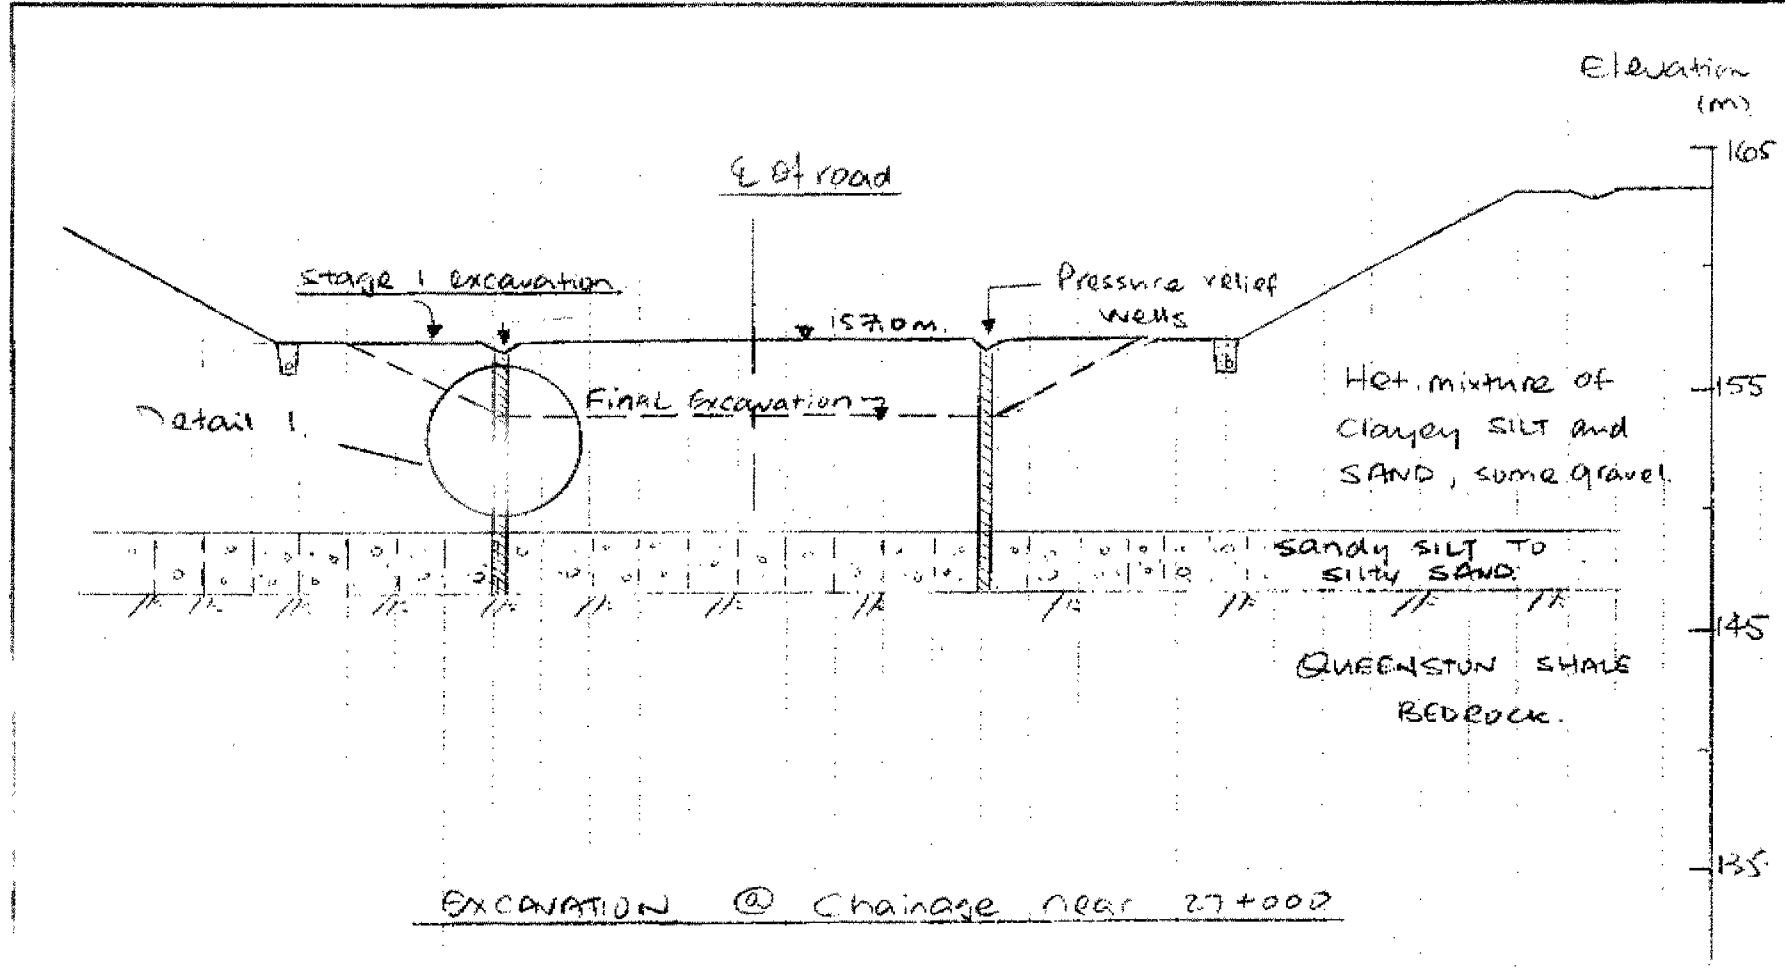 Elevation
(m)
165
℄ of road
Stage 1 excavation
Pressure relief
wells
157.0m.
Final Excavation
155
Het. mixture of
Clayey SILT and
SAND, some gravel.
Detail 1.
Sandy SILT TO
Silty SAND.
145
QUEENSTUN SHALE
BEDROCK.
135
EXCAVATION @ Chainage near 27+000